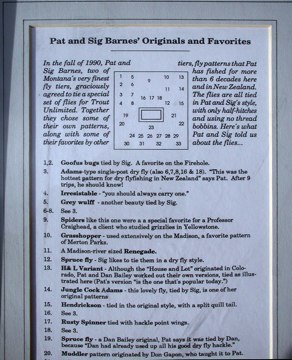 Pat and Sig Barnes' Originals and Favorites
In the fall of 1990, Pat and
Sig Barnes, two of
Montana's very finest
fly tiers, graciously
agreed to tie a special
set of flies for Trout
Unlimited. Together
they chose some of
their own patterns,
along with some of
their favorites by other
tiers, fly patterns that Pat
has fished for more
than 6 decades here
and in New Zealand.
The flies are all tied
in Pat and Sig's style,
with only half-hitches
and using no thread
bobbins. Here's what
Pat and Sig told us
about the flies...
1,2. Goofus bugs tied by Sig. A favorite on the Firehole.
3. Adams-type single-post dry fly (also 6,7,8,16 & 18). "This was the
hottest pattern for dry flyfishing in New Zealand" says Pat. After 9
trips, he should know!
4. Irresistable - "you should always carry one."
5. Grey wulff - another beauty tied by Sig.
6-8. See 3.
9. Spiders like this one were a a special favorite for a Professor
Craighead, a client who studied grizzlies in Yellowstone.
10. Grasshopper - used extensively on the Madison, a favorite pattern
of Merton Parks.
11. A Madison-river sized Renegade.
12. Spruce fly - Sig likes to tie them in a dry fly style.
13. H& L Variant - Although the "House and Lot" originated in Colo-
rado, Pat and Dan Bailey worked out their own versions, tied as illus-
trated here (Pat's version "is the one that's popular today.")
14. Jungle Cock Adams - this lovely fly, tied by Sig, is one of her
original patterns
15. Hendrickson - tied in the original style, with a split quill tail.
16. See 3.
17. Rusty Spinner tied with hackle point wings.
18. See 3.
19. Spruce fly - a Dan Bailey original, Pat says it was tied by Dan,
because "Dan had already used up all his good dry fly hackle."
20. Muddler pattern originated by Don Gapen, who taught it to Pat.